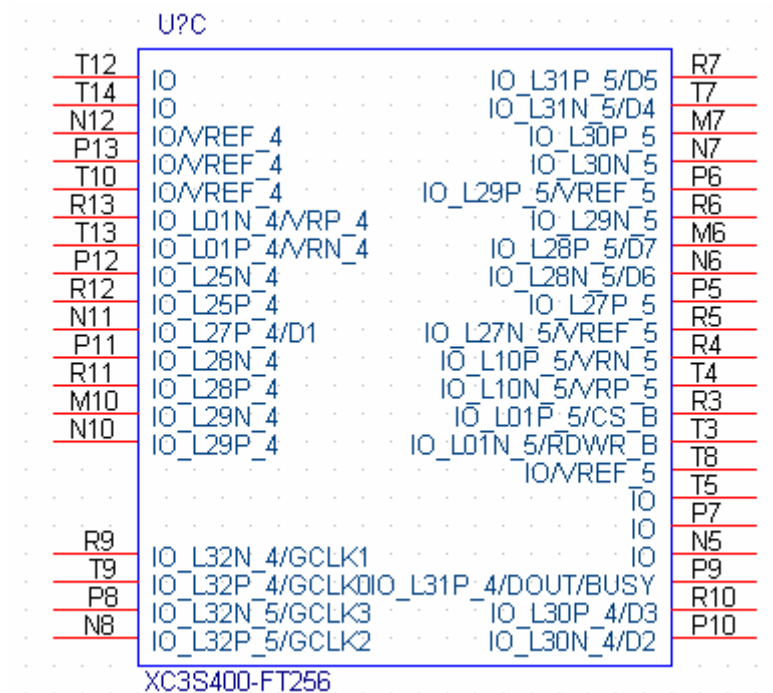 U?C
T12 IO IO_L31P_5/D5 R7
T14 IO IO_L31N_5/D4 T7
N12 IO/VREF_4 IO_L30P_5 M7
P13 IO/VREF_4 IO_L30N_5 N7
T10 IO/VREF_4 IO_L29P_5/VREF_5 P6
R13 IO_L01N_4/VRP_4 IO_L29N_5 R6
T13 IO_L01P_4/VRN_4 IO_L28P_5/D7 M6
P12 IO_L25N_4 IO_L28N_5/D6 N6
R12 IO_L25P_4 IO_L27P_5 P5
N11 IO_L27P_4/D1 IO_L27N_5/VREF_5 R5
P11 IO_L28N_4 IO_L10P_5/VRN_5 R4
R11 IO_L28P_4 IO_L10N_5/VRP_5 T4
M10 IO_L29N_4 IO_L01P_5/CS_B R3
N10 IO_L29P_4 IO_L01N_5/RDWR_B T3
IO/VREF_5 T8
IO T5
IO P7
R9 IO_L32N_4/GCLK1 IO N5
T9 IO_L32P_4/GCLK0 IO_L31P_4/DOUT/BUSY P9
P8 IO_L32N_5/GCLK3 IO_L30P_4/D3 R10
N8 IO_L32P_5/GCLK2 IO_L30N_4/D2 P10
XC3S400-FT256